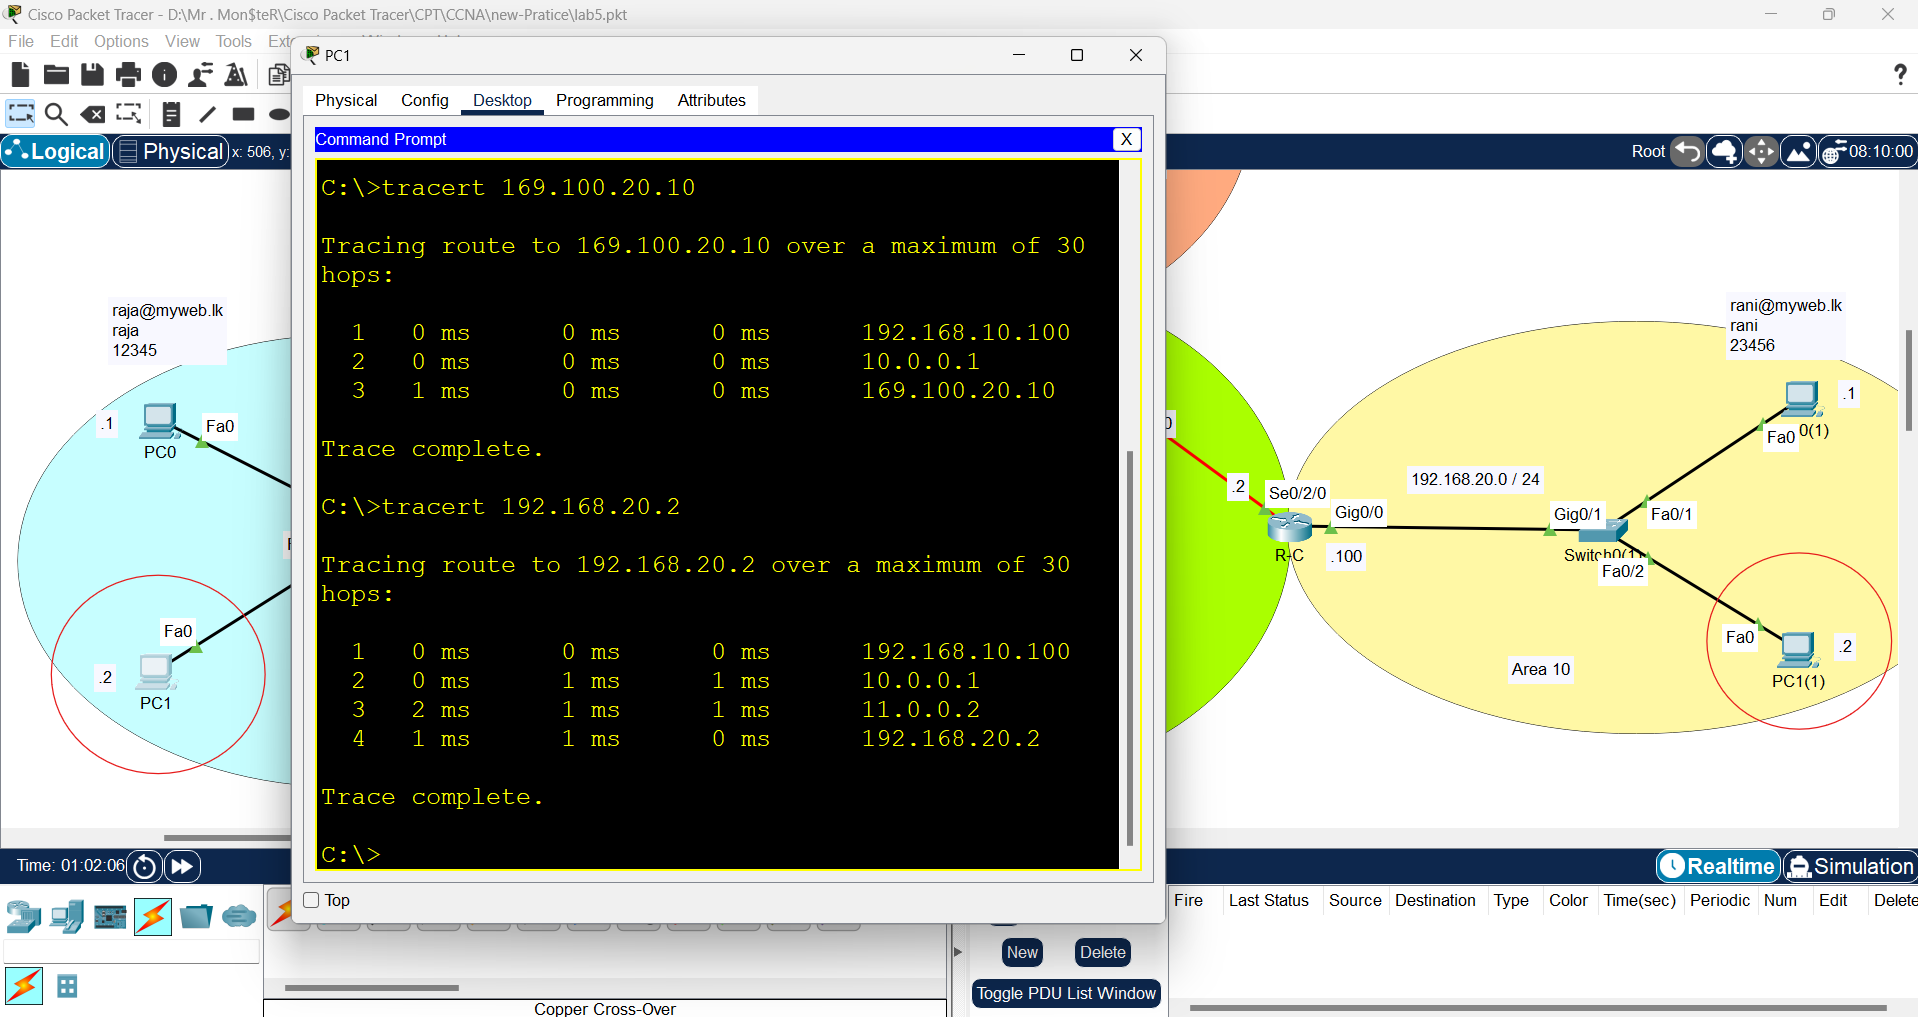 Cisco Packet Tracer - D:\Mr . Mon$teR\Cisco Packet Tracer\CPT\CCNA\new-Pratice\lab5.pkt
File Edit Options View Tools
PC1
Physical Config Desktop Programming Attributes
Command Prompt
X
Logical
Physical
x: 506, y:
Root
08:10:00
C:\>tracert 169.100.20.10
Tracing route to 169.100.20.10 over a maximum of 30
hops:
1 0 ms 0 ms 0 ms 192.168.10.100
2 0 ms 0 ms 0 ms 10.0.0.1
3 1 ms 0 ms 0 ms 169.100.20.10
Trace complete.
C:\>tracert 192.168.20.2
Tracing route to 192.168.20.2 over a maximum of 30
hops:
1 0 ms 0 ms 0 ms 192.168.10.100
2 0 ms 1 ms 1 ms 10.0.0.1
3 2 ms 1 ms 1 ms 11.0.0.2
4 1 ms 1 ms 0 ms 192.168.20.2
Trace complete.
C:\>
Top
raja@myweb.lk
raja
12345
.1
Fa0
PC0
Fa0
.2
PC1
rani@myweb.lk
rani
23456
.1
Fa0
0(1)
192.168.20.0 / 24
.2
Se0/2/0
Gig0/0
Gig0/1
Fa0/1
R-C
.100
Fa0/2
Fa0
.2
Area 10
PC1(1)
Time: 01:02:06
Realtime
Simulation
Fire Last Status Source Destination Type Color Time(sec) Periodic Num Edit Delete
New
Delete
Toggle PDU List Window
Copper Cross-Over